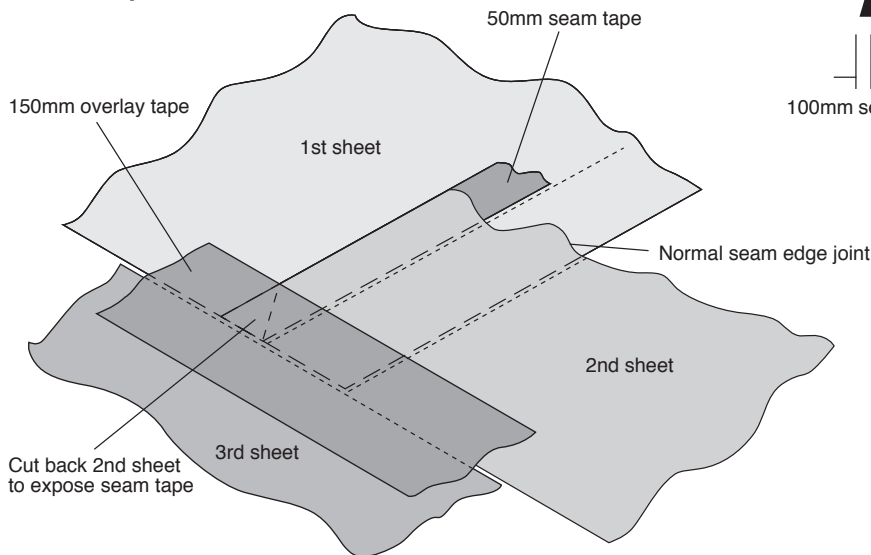 50mm seam tape
150mm overlay tape
100mm
1st sheet
Normal seam edge joint
2nd sheet
3rd sheet
Cut back 2nd sheet
to expose seam tape